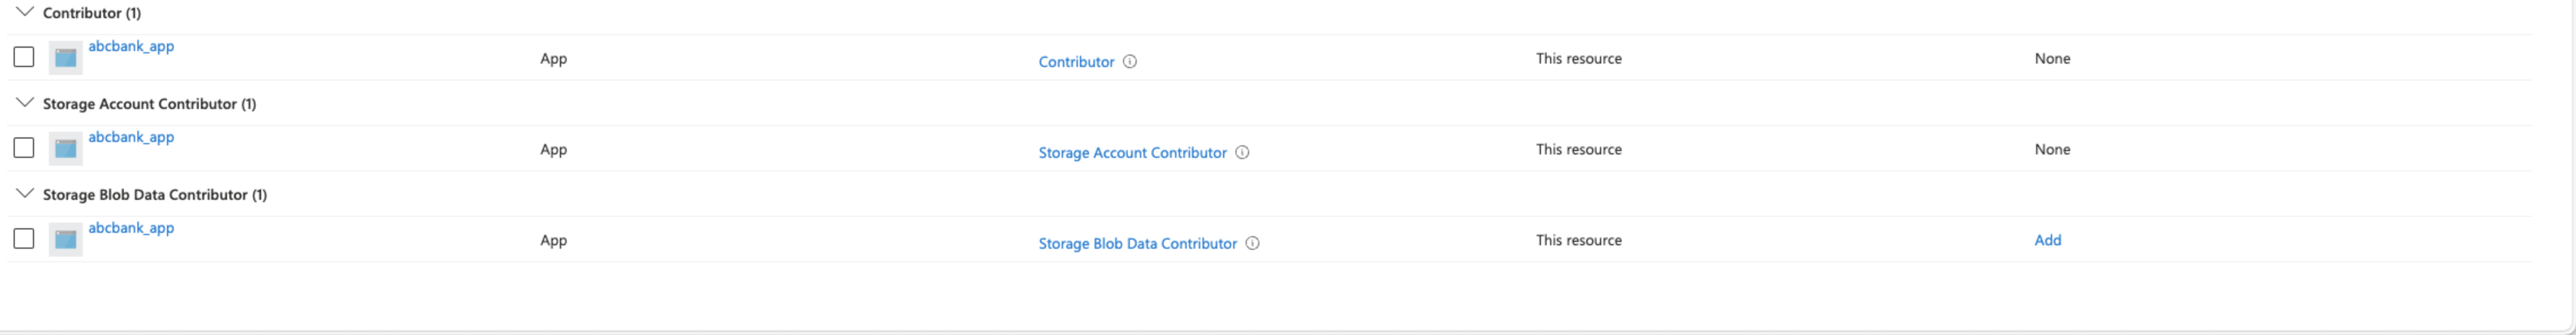 Contributor (1)
abcbank_app App Contributor This resource None
Storage Account Contributor (1)
abcbank_app App Storage Account Contributor This resource None
Storage Blob Data Contributor (1)
abcbank_app App Storage Blob Data Contributor This resource Add